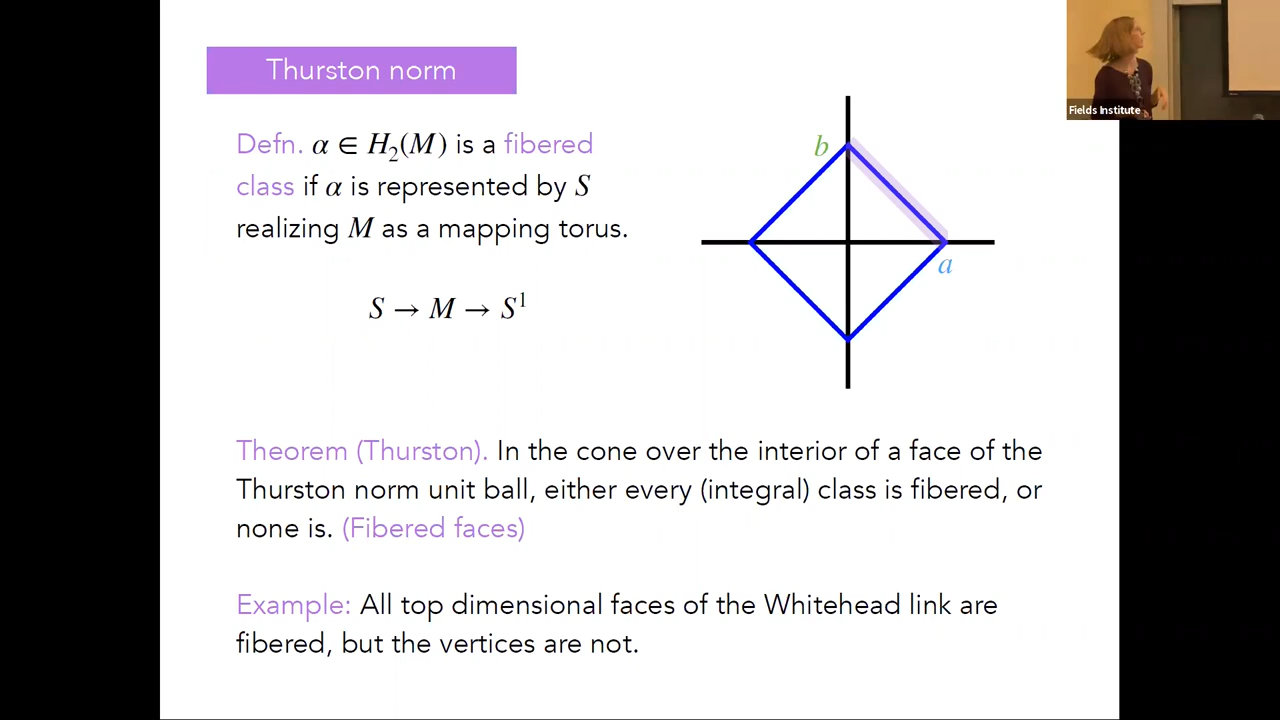 Thurston norm
Fields Institute
Defn. α ∈ H₂(M) is a fibered
class if α is represented by S
realizing M as a mapping torus.
S → M → S¹
b
a
Theorem (Thurston). In the cone over the interior of a face of the
Thurston norm unit ball, either every (integral) class is fibered, or
none is. (Fibered faces)
Example: All top dimensional faces of the Whitehead link are
fibered, but the vertices are not.